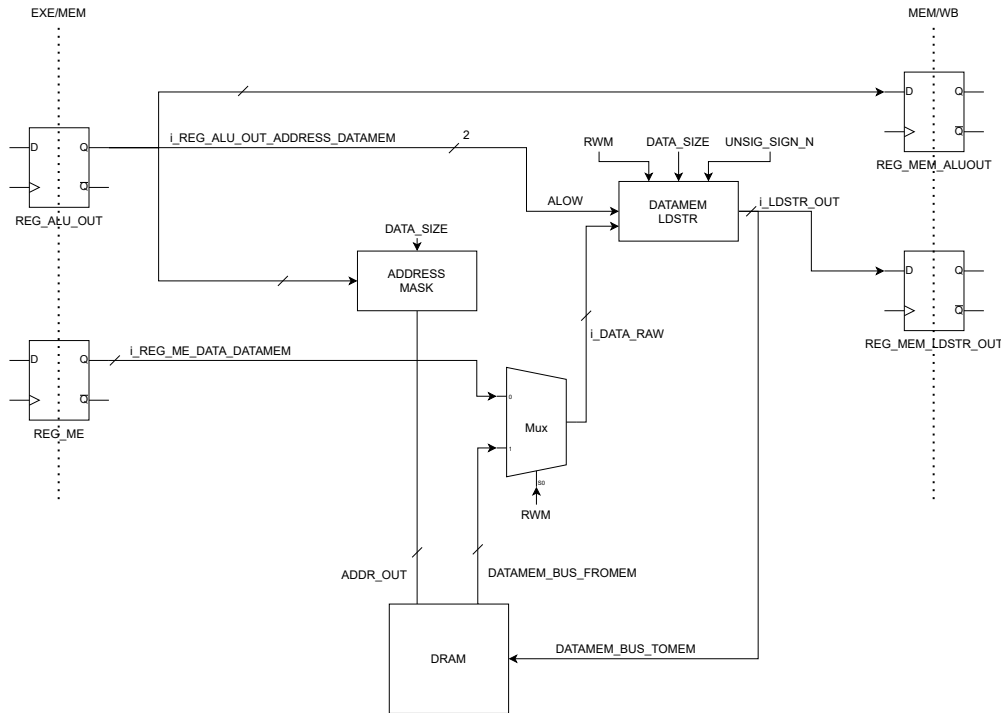 EXE/MEM
MEM/WB
D
Q
Q
REG_MEM_ALUOUT
i_REG_ALU_OUT_ADDRESS_DATAMEM
2
D
Q
Q
REG_ALU_OUT
RWM
DATA_SIZE
UNSIG_SIGN_N
ALOW
DATAMEM
LDSTR
i_LDSTR_OUT
DATA_SIZE
ADDRESS
MASK
D
Q
Q
REG_MEM_LDSTR_OUT
i_DATA_RAW
i_REG_ME_DATA_DATAMEM
D
Q
Q
REG_ME
0
Mux
1
S0
RWM
ADDR_OUT
DATAMEM_BUS_FROMEM
DRAM
DATAMEM_BUS_TOMEM